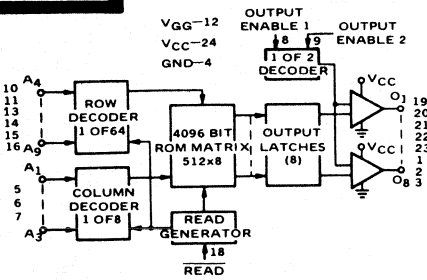 VGG-12
VCC-24
GND-4
OUTPUT
ENABLE 1
8
9
OUTPUT
ENABLE 2
1 OF 2
DECODER
VCC
A4
10
11
13
14
15
16 A9
ROW
DECODER
1 OF 64
4096 BIT
ROM MATRIX
512x8
OUTPUT
LATCHES
(8)
O1 19
20
21
22
23
1
2
O8 3
VCC
A1
5
6
7
A3
COLUMN
DECODER
1 OF 8
READ
GENERATOR
18
READ